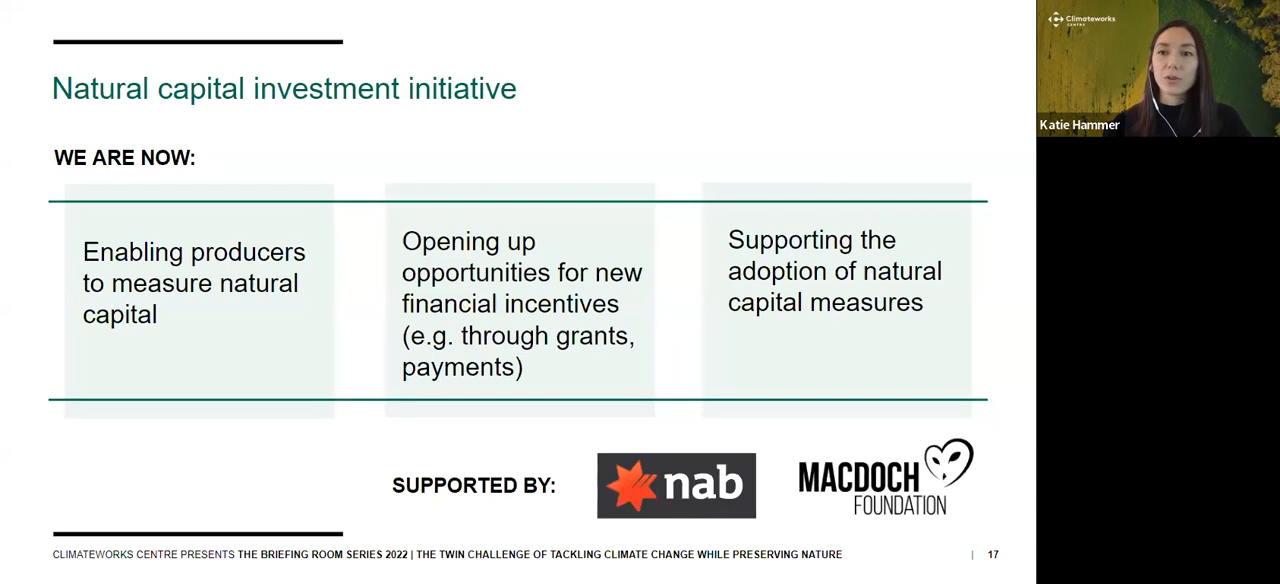 Natural capital investment initiative
WE ARE NOW:
Enabling producers
to measure natural
capital
Opening up
opportunities for new
financial incentives
(e.g. through grants,
payments)
Supporting the
adoption of natural
capital measures
SUPPORTED BY:
nab
MACDOCH
FOUNDATION
CLIMATEWORKS CENTRE PRESENTS THE BRIEFING ROOM SERIES 2022 | THE TWIN CHALLENGE OF TACKLING CLIMATE CHANGE WHILE PRESERVING NATURE
| 17
Climateworks
CENTRE
Katie Hammer